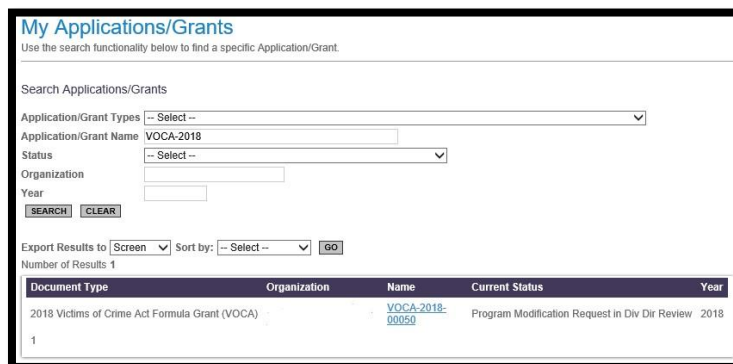 My Applications/Grants
Use the search functionality below to find a specific Application/Grant.
Search Applications/Grants
Application/Grant Types -- Select --
Application/Grant Name VOCA-2018
Status -- Select --
Organization
Year
SEARCH CLEAR
Export Results to Screen Sort by: -- Select -- GO
Number of Results 1
Document Type Organization Name Current Status Year
2018 Victims of Crime Act Formula Grant (VOCA) VOCA-2018-00050 Program Modification Request in Div Dir Review 2018
1